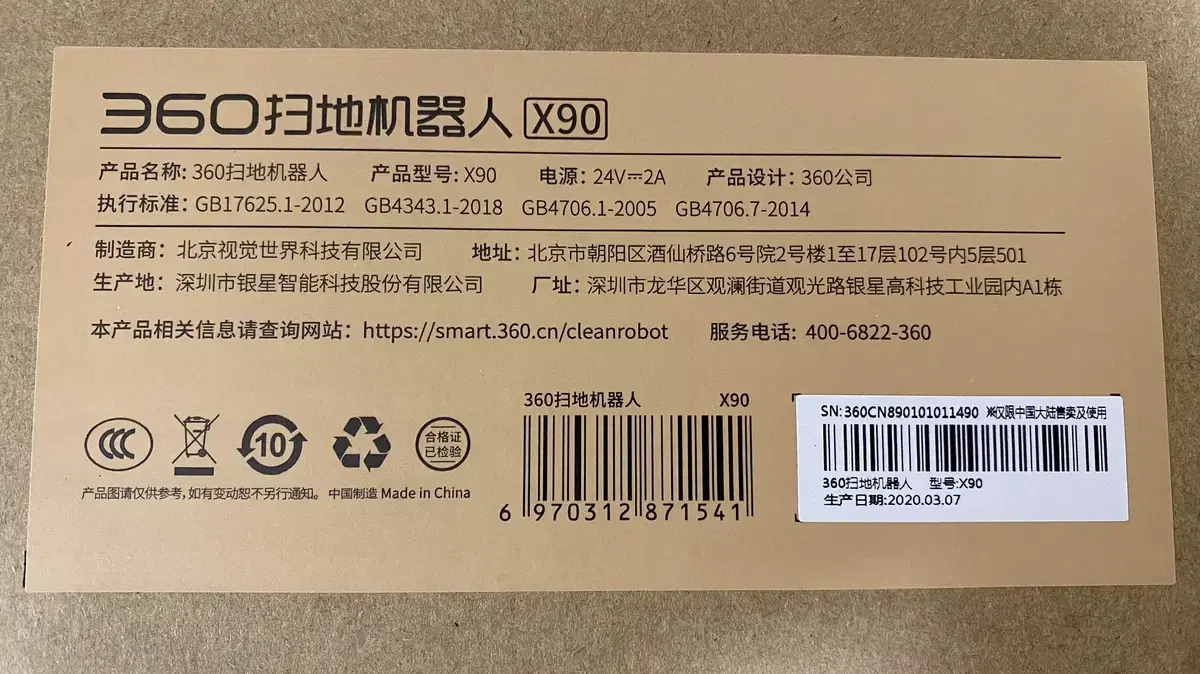 360扫地机器人 X90
产品名称: 360扫地机器人 产品型号: X90 电源: 24V⎓2A 产品设计: 360公司
执行标准: GB17625.1-2012 GB4343.1-2018 GB4706.1-2005 GB4706.7-2014
制造商: 北京视觉世界科技有限公司 地址: 北京市朝阳区酒仙桥路6号院2号楼1至17层102号内5层501
生产地: 深圳市银星智能科技股份有限公司 厂址: 深圳市龙华区观澜街道观光路银星高科技工业园内A1栋
本产品相关信息请查询网站: https://smart.360.cn/cleanrobot 服务电话: 400-6822-360
CCC
10
合格证
已检验
产品图请仅供参考, 如有变动恕不另行通知。 中国制造 Made in China
360扫地机器人 X90
6 970312 871541
SN: 360CN890101011490 ※仅限中国大陆售卖及使用
360扫地机器人 型号:X90
生产日期:2020.03.07